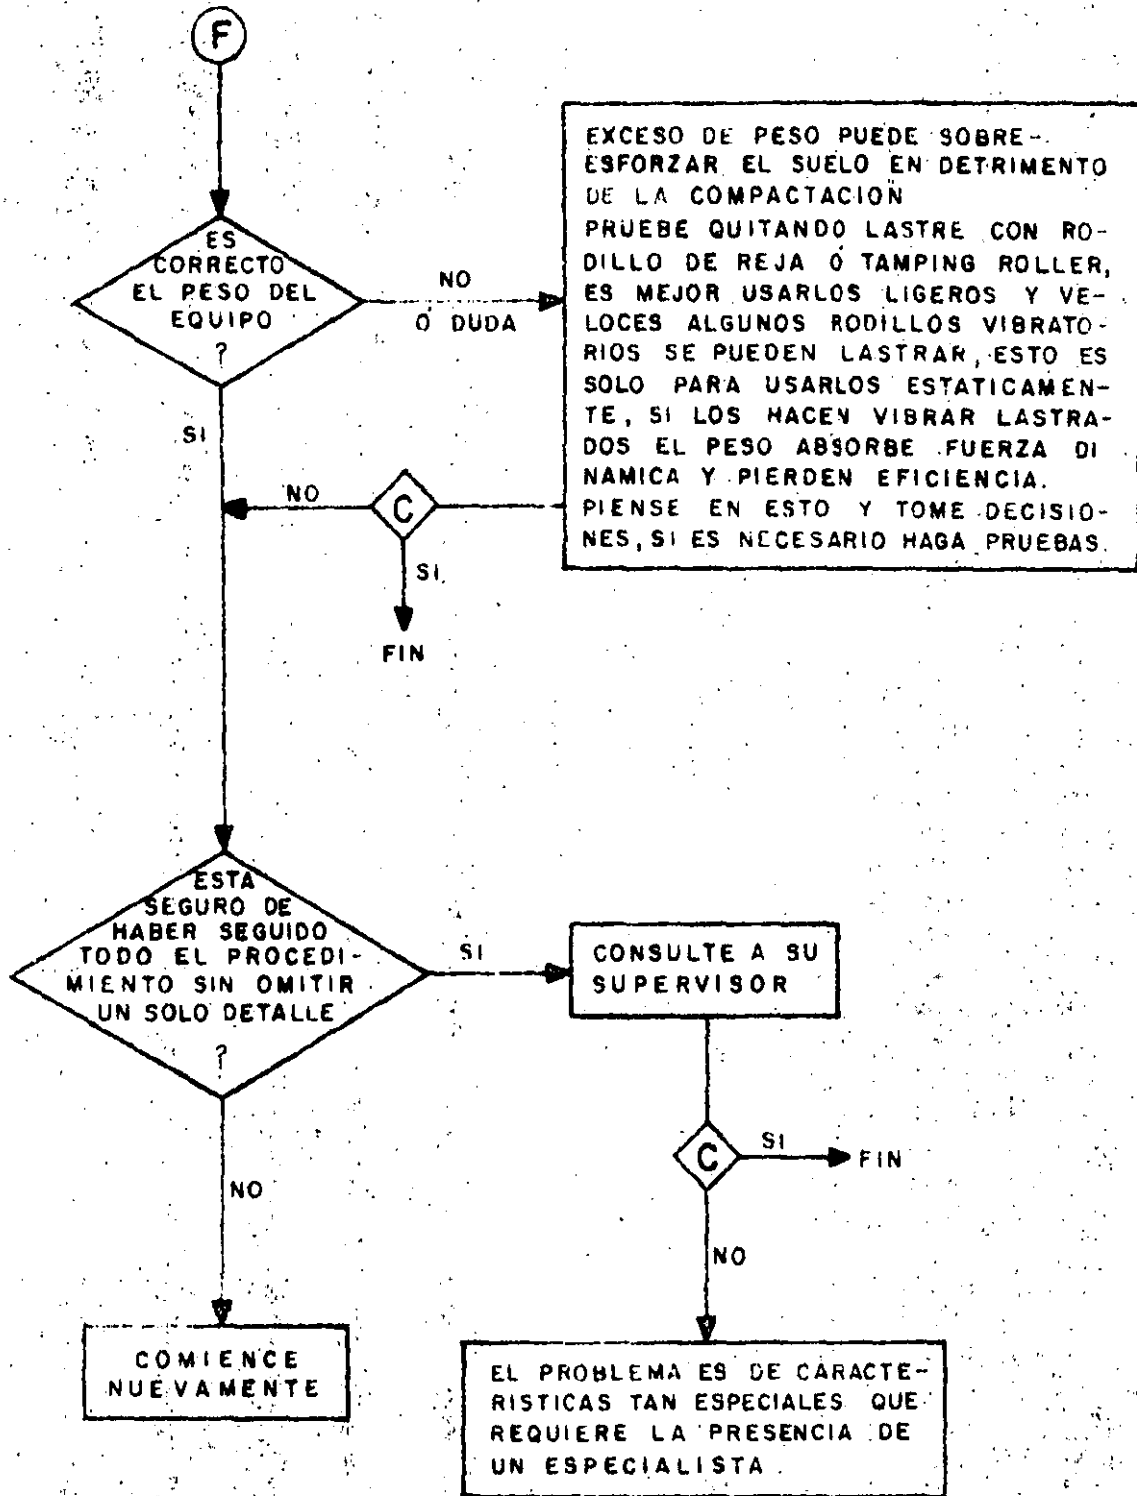 F
ES
CORRECTO
EL PESO DEL
EQUIPO
?
NO
Ó DUDA
EXCESO DE PESO PUEDE SOBRE-
ESFORZAR EL SUELO EN DETRIMENTO
DE LA COMPACTACION
PRUEBE QUITANDO LASTRE CON RO-
DILLO DE REJA Ó TAMPING ROLLER,
ES MEJOR USARLOS LIGEROS Y VE-
LOCES ALGUNOS RODILLOS VIBRATO-
RIOS SE PUEDEN LASTRAR, ESTO ES
SOLO PARA USARLOS ESTATICAMEN-
TE, SI LOS HACEN VIBRAR LASTRA-
DOS EL PESO ABSORBE FUERZA DI
NAMICA Y PIERDEN EFICIENCIA.
PIENSE EN ESTO Y TOME DECISIO-
NES, SI ES NECESARIO HAGA PRUEBAS.
SI
NO
C
SI
FIN
ESTA
SEGURO DE
HABER SEGUIDO
TODO EL PROCEDI-
MIENTO SIN OMITIR
UN SOLO DETALLE
?
SI
CONSULTE A SU
SUPERVISOR
C
SI
FIN
NO
NO
COMIENCE
NUEVAMENTE
EL PROBLEMA ES DE CARACTE-
RISTICAS TAN ESPECIALES QUE
REQUIERE LA PRESENCIA DE
UN ESPECIALISTA.